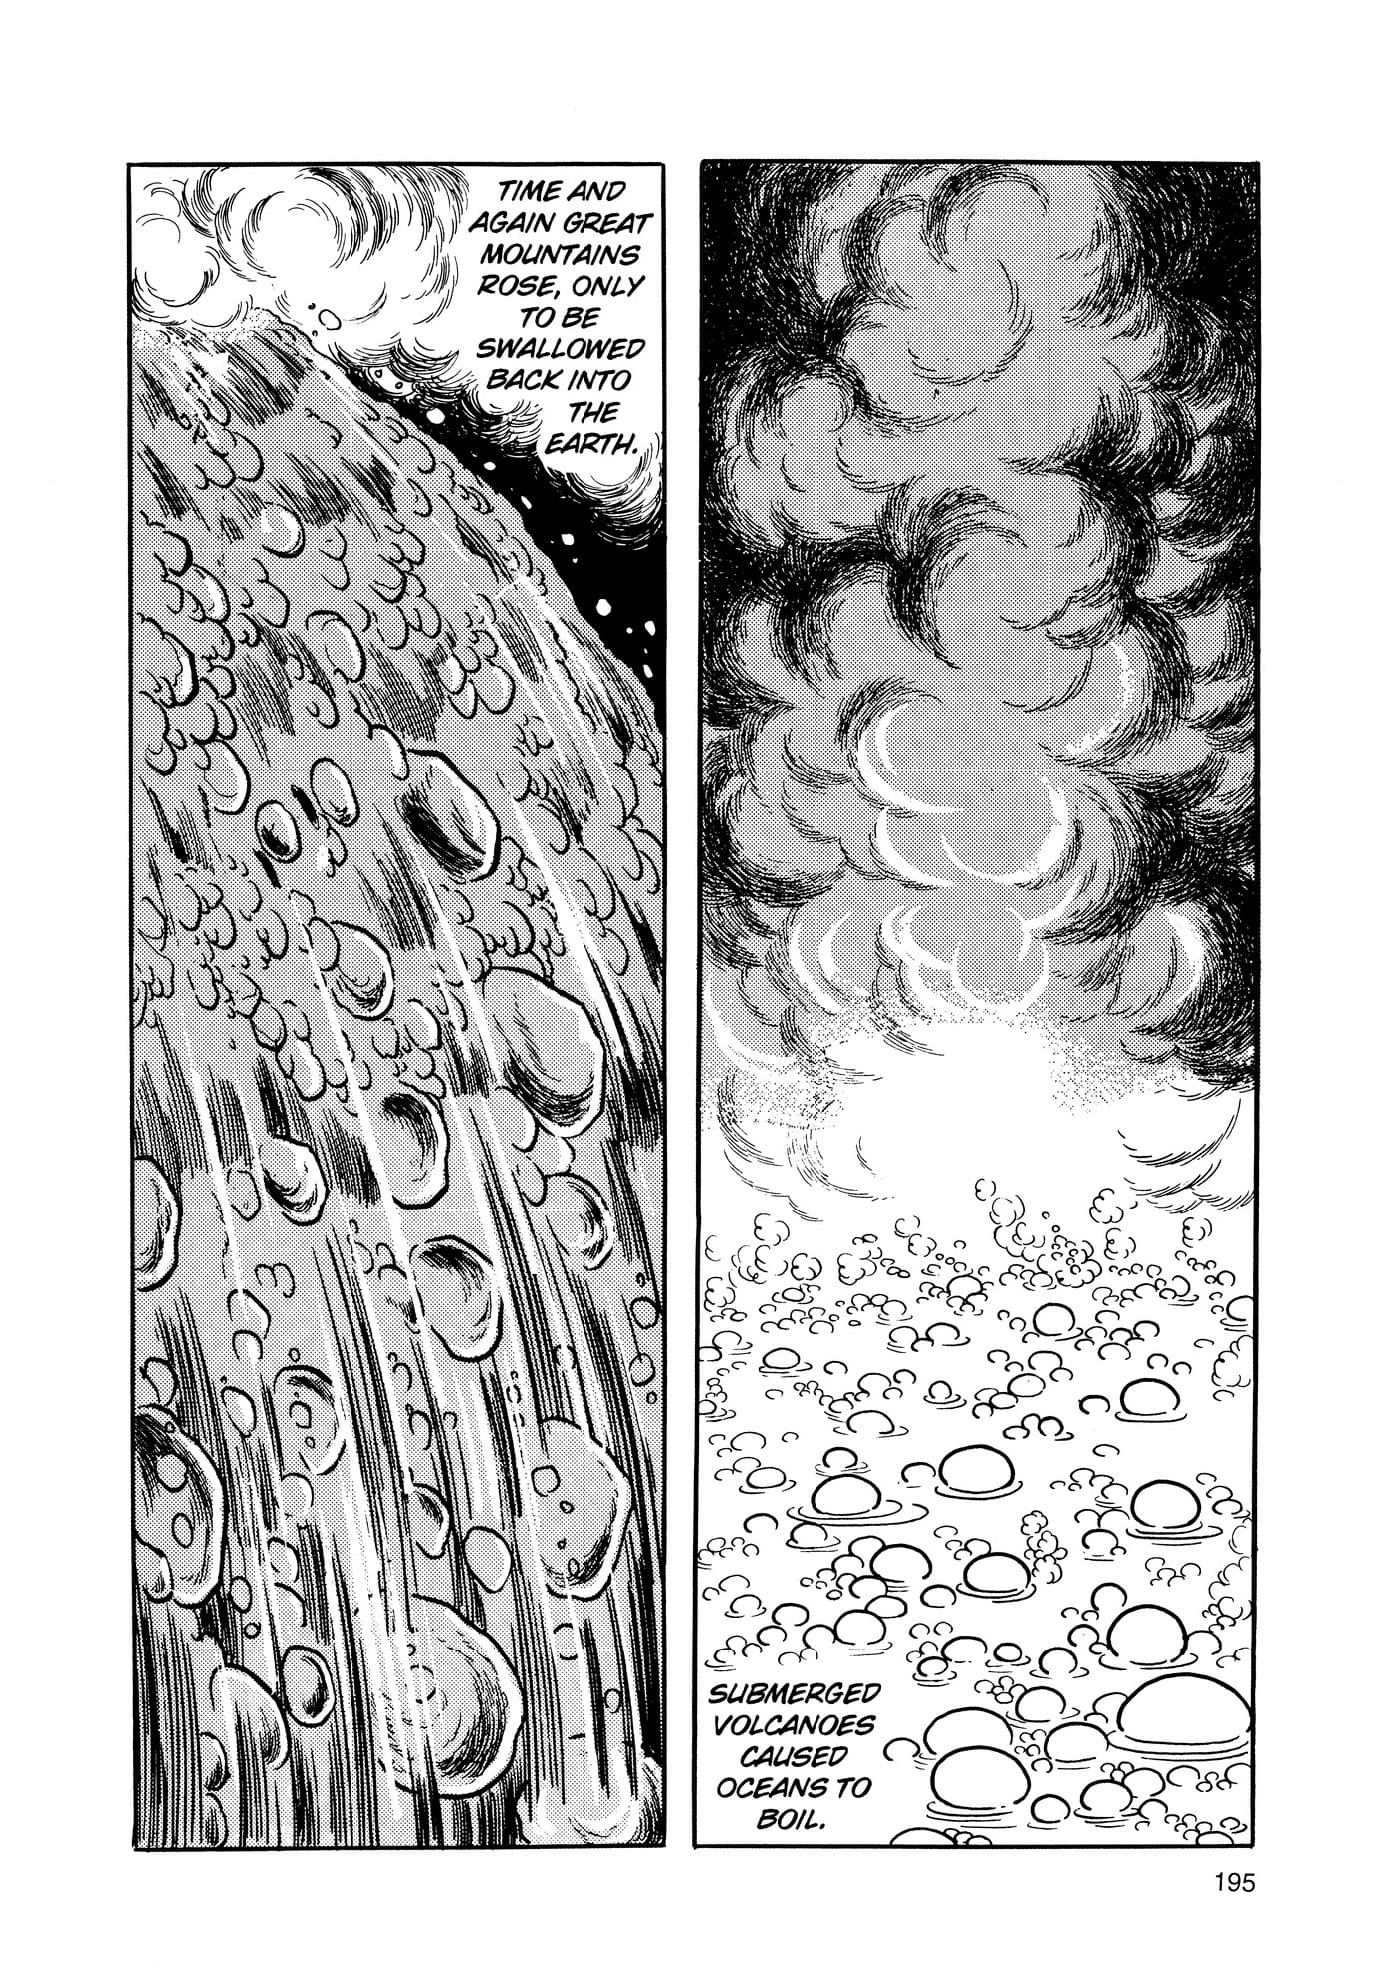 TIME AND
AGAIN GREAT
MOUNTAINS
ROSE, ONLY
TO BE
SWALLOWED
BACK INTO
THE
EARTH.
SUBMERGED
VOLCANOES
CAUSED
OCEANS TO
BOIL.
195